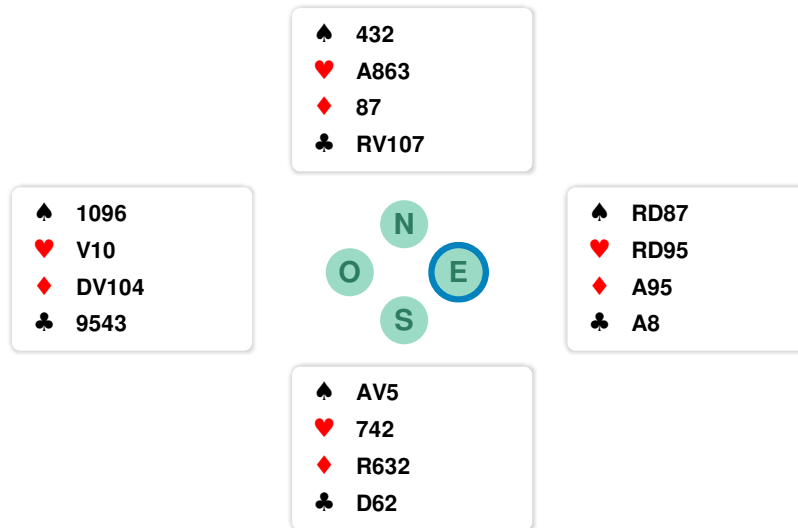 ♠ 432
♥ A863
♦ 87
♣ RV107
♠ 1096
♥ V10
♦ DV104
♣ 9543
N
O
E
S
♠ RD87
♥ RD95
♦ A95
♣ A8
♠ AV5
♥ 742
♦ R632
♣ D62